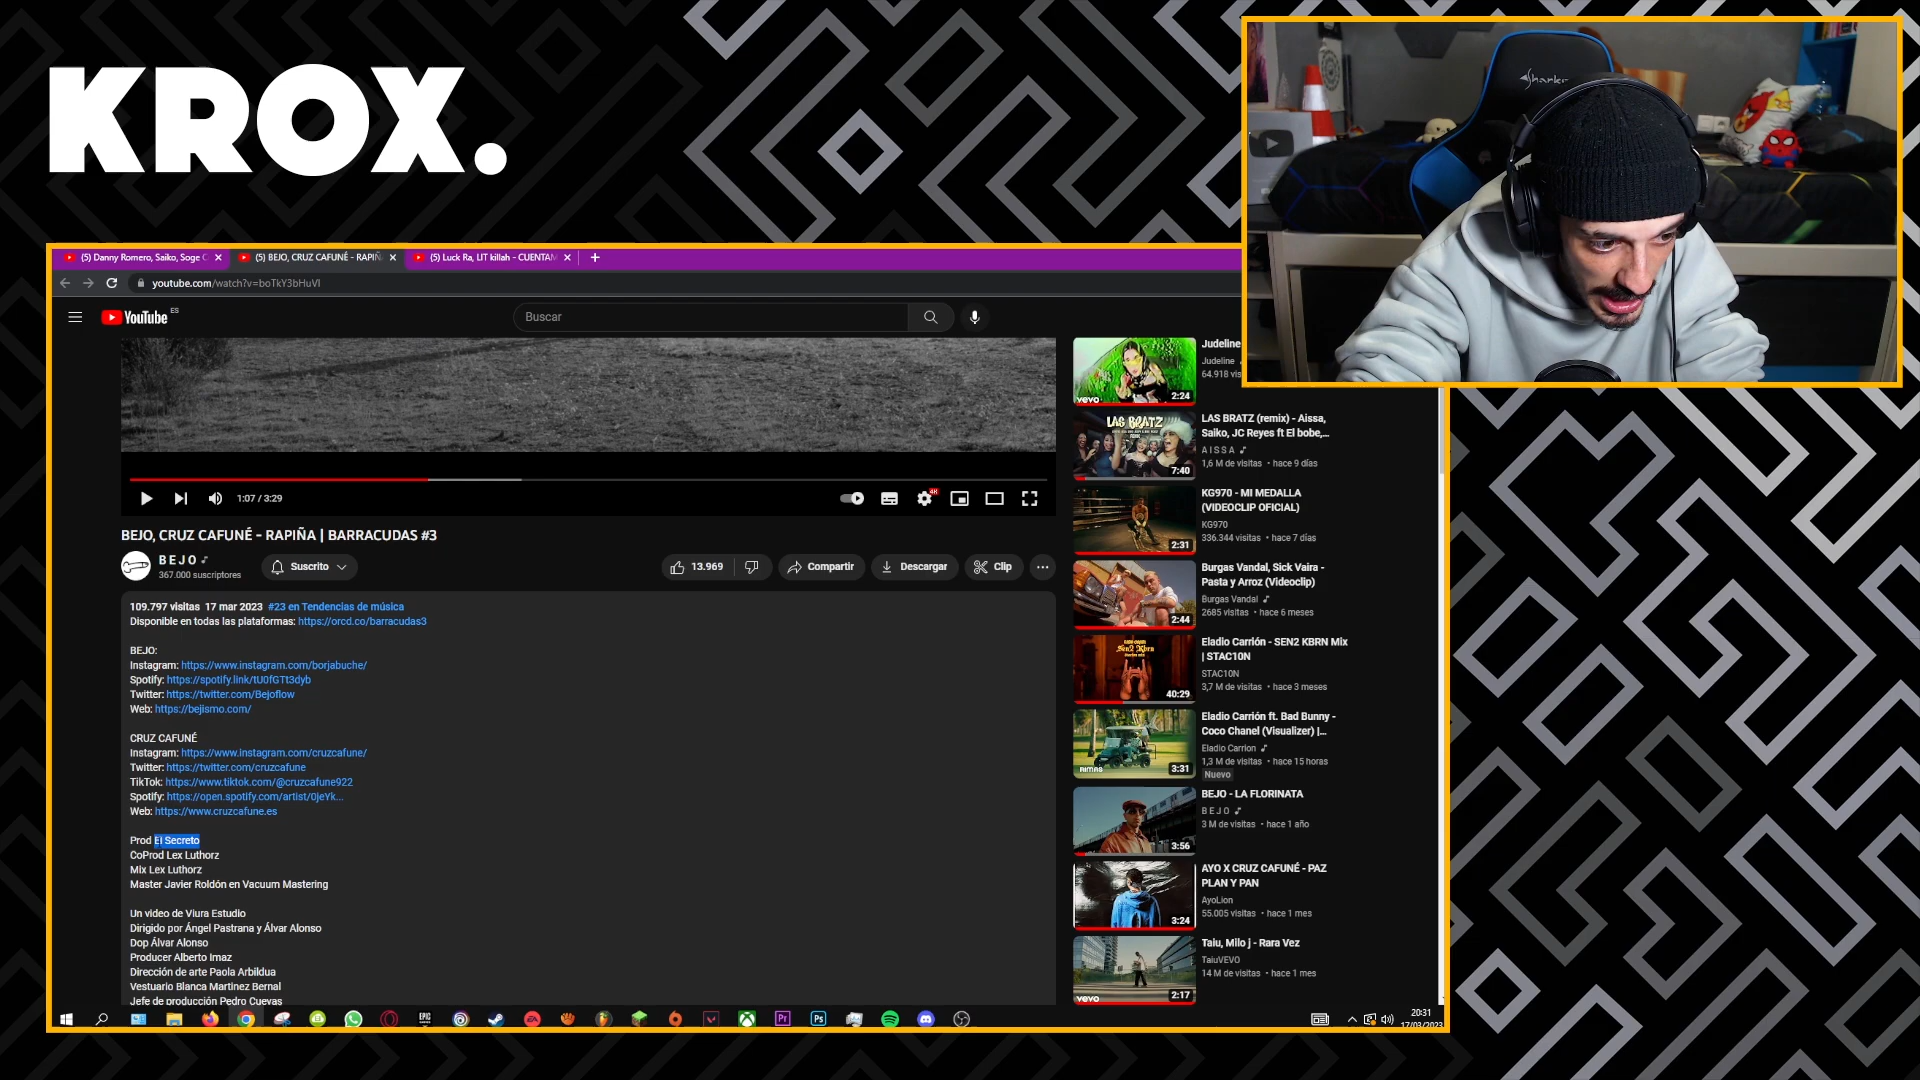 KROX.
Sharkoon
(5) Danny Romero, Saiko, Soge C
(5) BEJO, CRUZ CAFUNÉ - RAPIÑ
(5) Luck Ra, LIT killah - CUENTAM
youtube.com/watch?v=boTkY3bHuVI
YouTube ES
Buscar
1:07 / 3:29
BEJO, CRUZ CAFUNÉ - RAPIÑA | BARRACUDAS #3
B E J O
367.000 suscriptores
Suscrito
13.969
Compartir
Descargar
Clip
109.797 visitas 17 mar 2023 #23 en Tendencias de música
Disponible en todas las plataformas: https://orcd.co/barracudas3
BEJO:
Instagram: https://www.instagram.com/borjabuche/
Spotify: https://spotify.link/tU0fGTt3dyb
Twitter: https://twitter.com/Bejoflow
Web: https://bejismo.com/
CRUZ CAFUNÉ
Instagram: https://www.instagram.com/cruzcafune/
Twitter: https://twitter.com/cruzcafune
TikTok: https://www.tiktok.com/@cruzcafune922
Spotify: https://open.spotify.com/artist/0jeYk...
Web: https://www.cruzcafune.es
Prod El Secreto
CoProd Lex Luthorz
Mix Lex Luthorz
Master Javier Roldón en Vacuum Mastering
Un video de Viura Estudio
Dirigido por Ángel Pastrana y Álvar Alonso
Dop Álvar Alonso
Producer Alberto Imaz
Dirección de arte Paola Arbildua
Vestuario Blanca Martinez Bernal
Jefe de producción Pedro Cuevas
Judeline
Judeline
64.918 vis
vevo
2:24
LAS BRATZ
LAS BRATZ (remix) - Aissa,
Saiko, JC Reyes ft El bobe,...
A I S S A
1,6 M de visitas • hace 9 días
7:40
KG970 - MI MEDALLA
(VIDEOCLIP OFICIAL)
KG970
336.344 visitas • hace 7 días
2:31
Burgas Vandal, Sick Vaira -
Pasta y Arroz (Videoclip)
Burgas Vandal
2685 visitas • hace 6 meses
2:44
Eladio Carrión - SEN2 KBRN Mix
| STAC10N
STAC10N
3,7 M de visitas • hace 3 meses
40:29
Eladio Carrión ft. Bad Bunny -
Coco Chanel (Visualizer) |...
Eladio Carrion
1,3 M de visitas • hace 15 horas
Nuevo
RIMAS
3:31
BEJO - LA FLORINATA
B E J O
3 M de visitas • hace 1 año
3:56
AYO X CRUZ CAFUNÉ - PAZ
PLAN Y PAN
AyoLion
55.005 visitas • hace 1 mes
3:24
Taiu, Milo j - Rara Vez
TaiuVEVO
14 M de visitas • hace 1 mes
vevo
2:17
20:31
17/03/2023